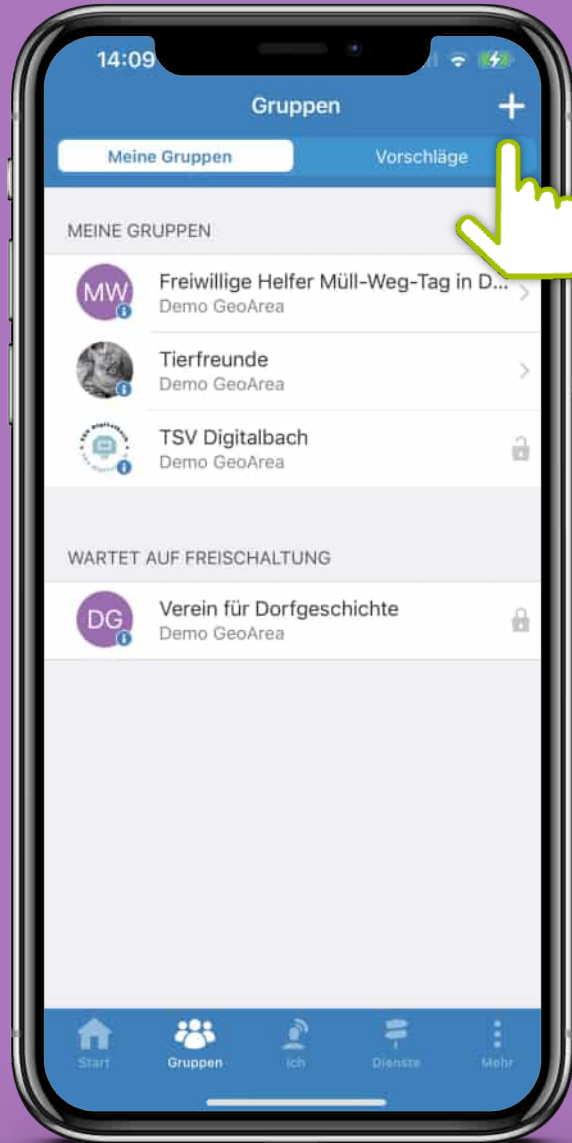 14:09
Gruppen
Meine Gruppen
Vorschläge
MEINE GRUPPEN
MW
Freiwillige Helfer Müll-Weg-Tag in D...
Demo GeoArea
Tierfreunde
Demo GeoArea
TSV Digitalbach
Demo GeoArea
WARTET AUF FREISCHALTUNG
DG
Verein für Dorfgeschichte
Demo GeoArea
Start
Gruppen
Ich
Dienste
Mehr